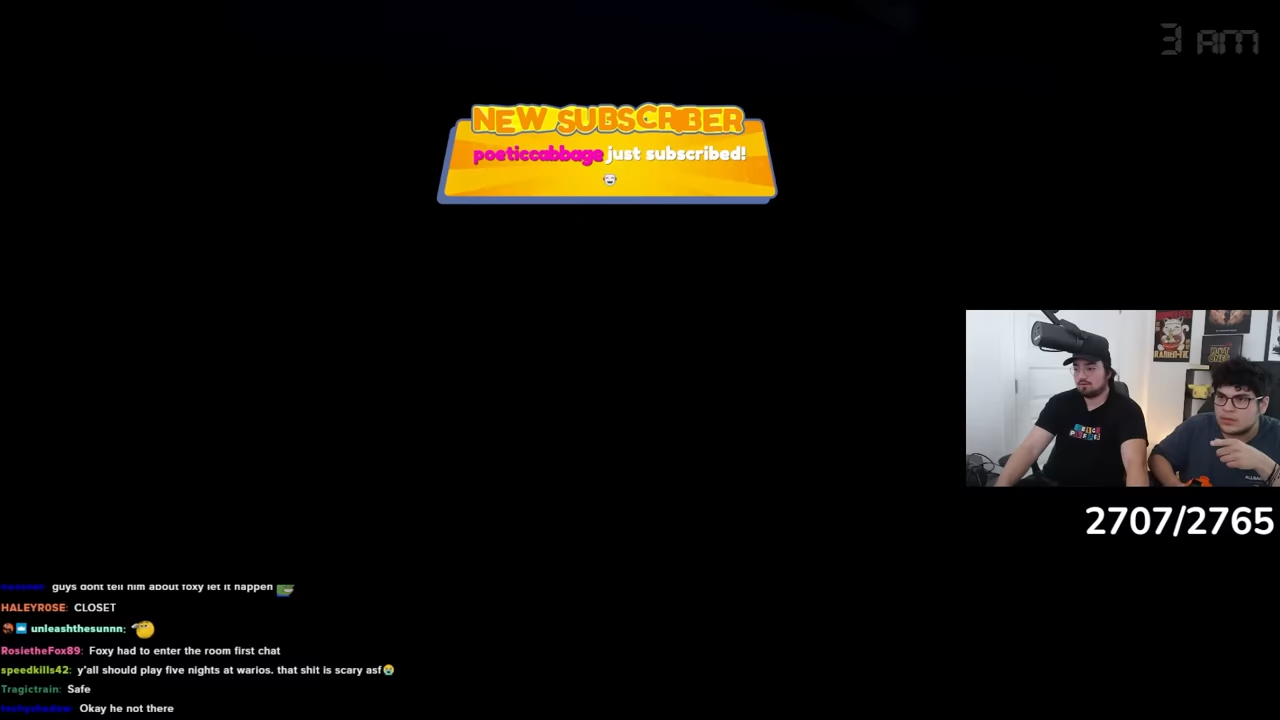 3 AM
NEW SUBSCRIBER
poeticcabbage just subscribed!
2707/2765
guys dont tell him about foxy let it happen
HALEYR0SE: CLOSET
unleashthesunnn:
RosietheFox89: Foxy had to enter the room first chat
speedkills42: y'all should play five nights at warios. that shit is scary asf😭
Tragictrain: Safe
Okay he not there